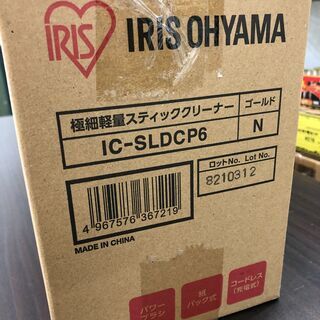 IRIS
IRIS OHYAMA
極細軽量スティッククリーナー
ゴールド
IC-SLDCP6
N
ロットNo. Lot No.
8210312
4 967576 367219
MADE IN CHINA
パワー
ブラシ
紙
パック式
コードレス
(充電式)